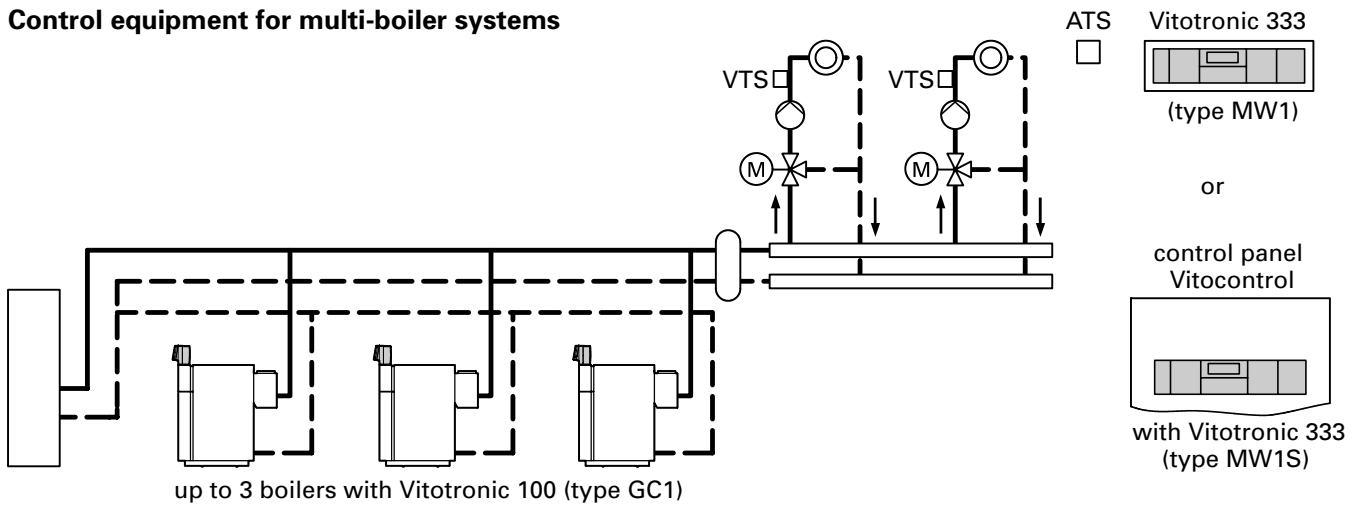 Control equipment for multi-boiler systems
ATS
Vitotronic 333
VTS
VTS
(type MW1)
M
M
or
control panel
Vitocontrol
with Vitotronic 333
(type MW1S)
up to 3 boilers with Vitotronic 100 (type GC1)